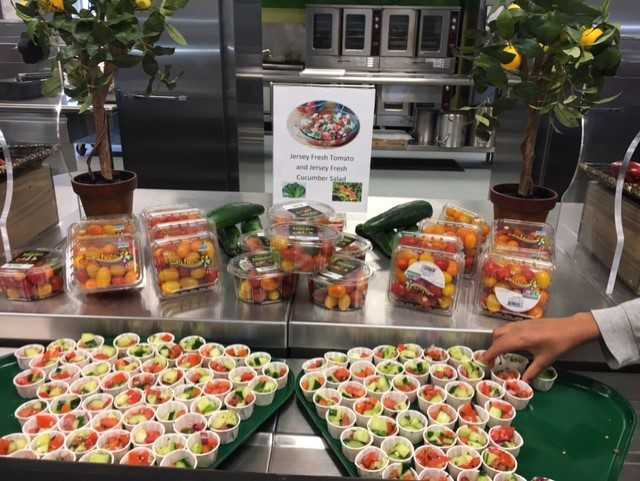 Jersey Fresh Tomato
and Jersey Fresh
Cucumber Salad